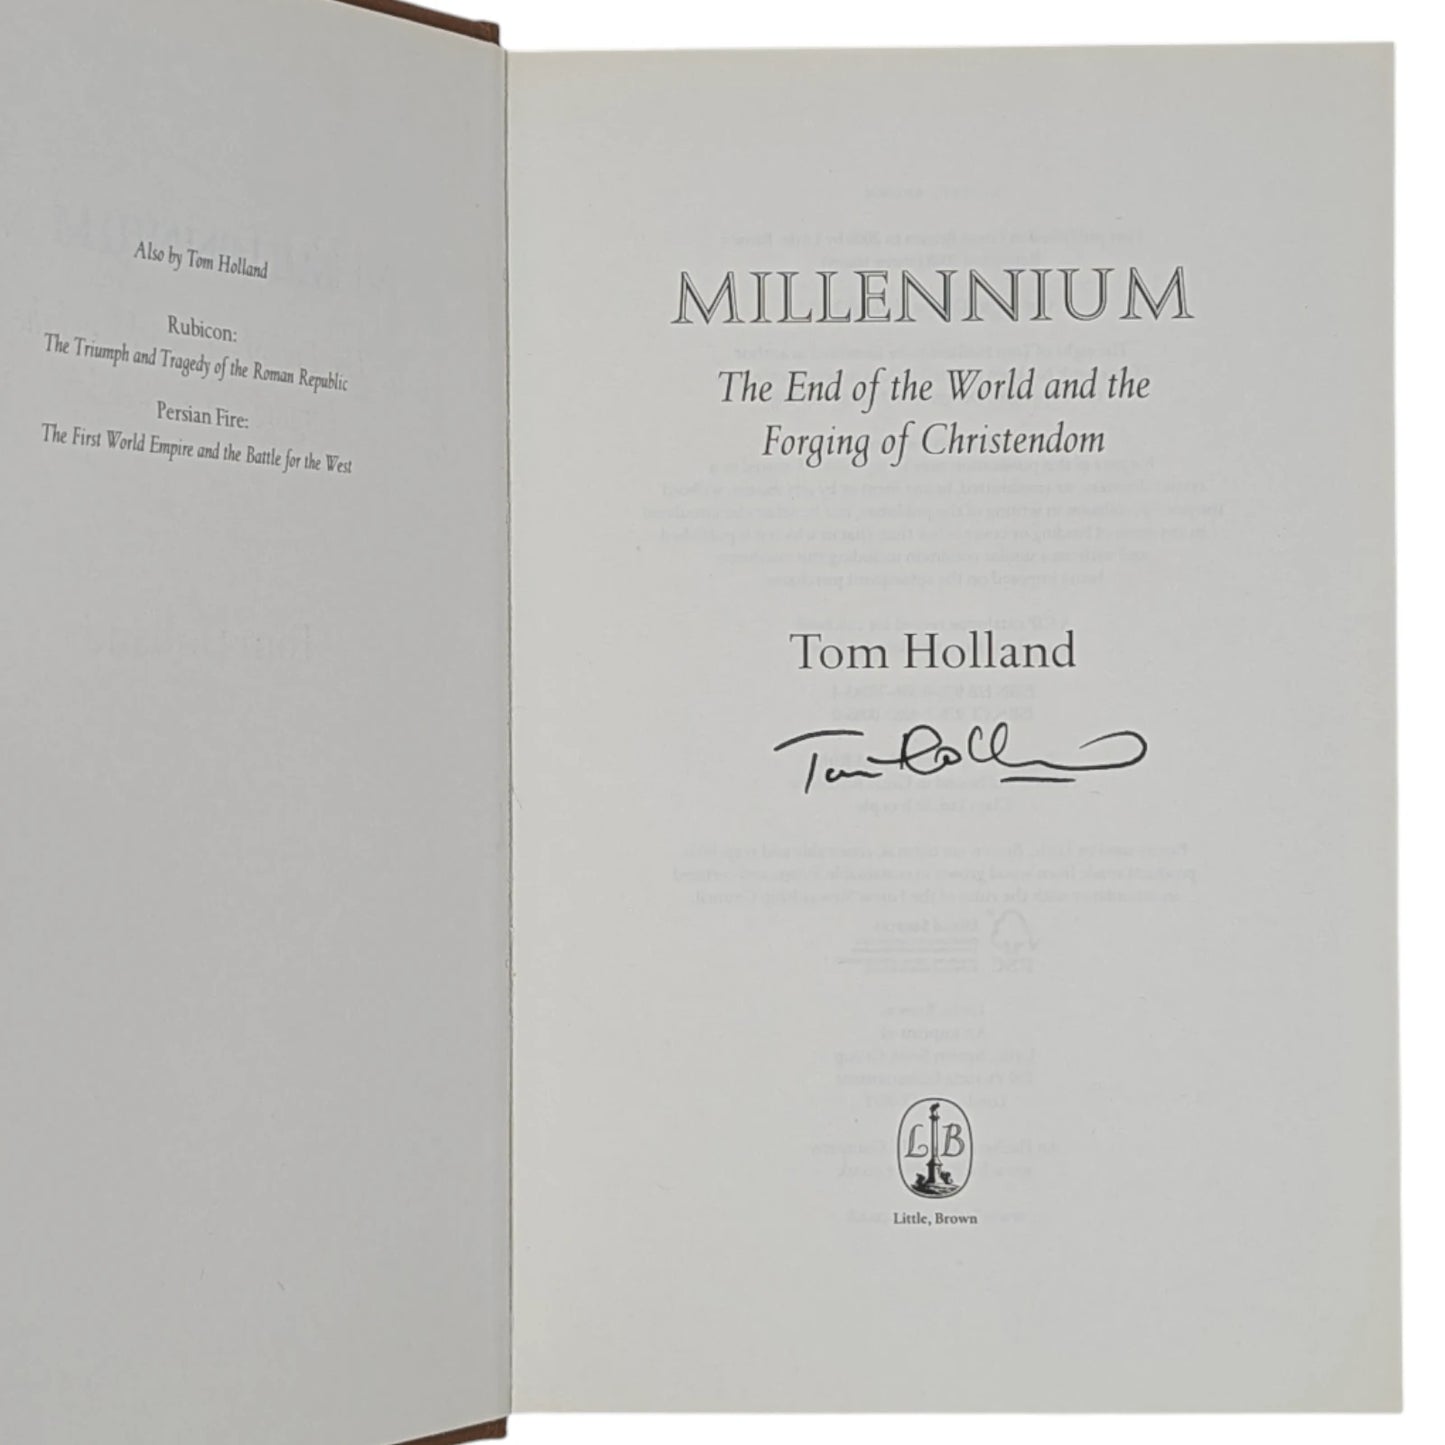 Also by Tom Holland
Rubicon:
The Triumph and Tragedy of the Roman Republic
Persian Fire:
The First World Empire and the Battle for the West
MILLENNIUM
The End of the World and the
Forging of Christendom
Tom Holland
Tom Holland
L B
Little, Brown